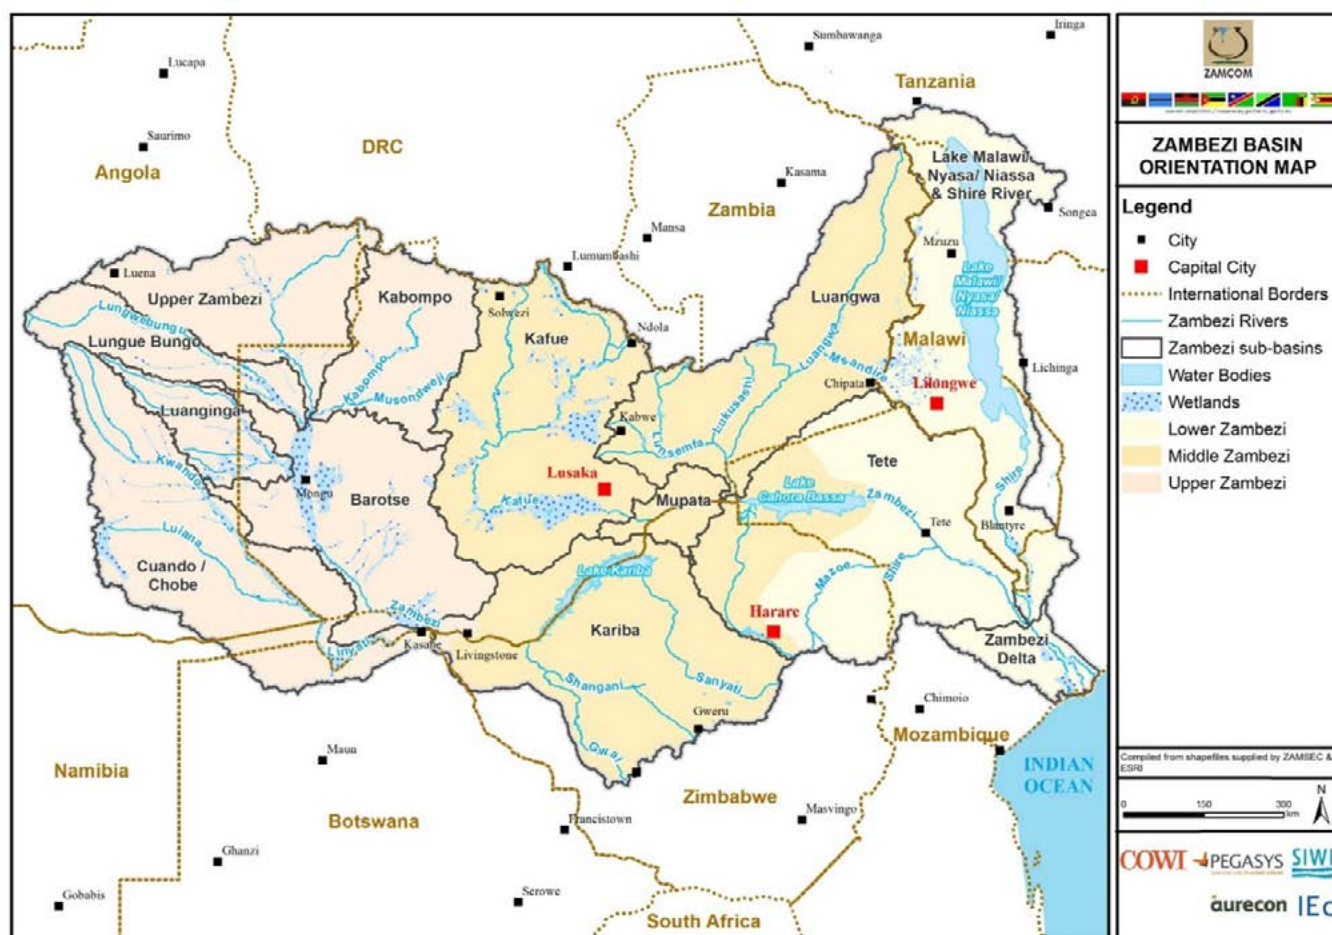 Iringa
Sumbawanga
Lucapa
Tanzania
Saurimo
DRC
Angola
Lake Malawi/
Nyasa/ Niassa
& Shire River
Kasama
Zambia
Songea
Mansa
Mzuzu
Lumumbashi
Luena
Lake
Malawi/
Nyasa/
Niassa
Upper Zambezi
Kabompo
Luangwa
Solwezi
Lungwebungu
Kafue
Ndola
Lungue Bungo
Malawi
Luangwa
Kabompo
Musondweji
Msandire
Lichinga
Chipata
Lilongwe
Luanginga
Lukusashi
Kabwe
Lunsemfa
Kwando
Tete
Lusaka
Mongu
Barotse
Kafue
Mupata
Lake
Cahora Bassa
Zambezi
Shire
Luiana
Tete
Blantyre
Cuando /
Chobe
Lake Kariba
Mazoe
Shire
Zambezi
Harare
Kariba
Kasane
Linyati
Livingstone
Zambezi
Delta
Shangani
Sanyati
Chimoio
Gweru
Mozambique
Maun
Gwai
Namibia
INDIAN
OCEAN
Zimbabwe
Botswana
Masvingo
Francistown
Ghanzi
Gobabis
Serowe
South Africa
ZAMCOM
ZAMBEZI BASIN
ORIENTATION MAP
Legend
City
Capital City
International Borders
Zambezi Rivers
Zambezi sub-basins
Water Bodies
Wetlands
Lower Zambezi
Middle Zambezi
Upper Zambezi
Compiled from shapefiles supplied by ZAMSEC &
ESRI
N
0 150 300
km
COWI PEGASYS SIWI
aurecon IEc